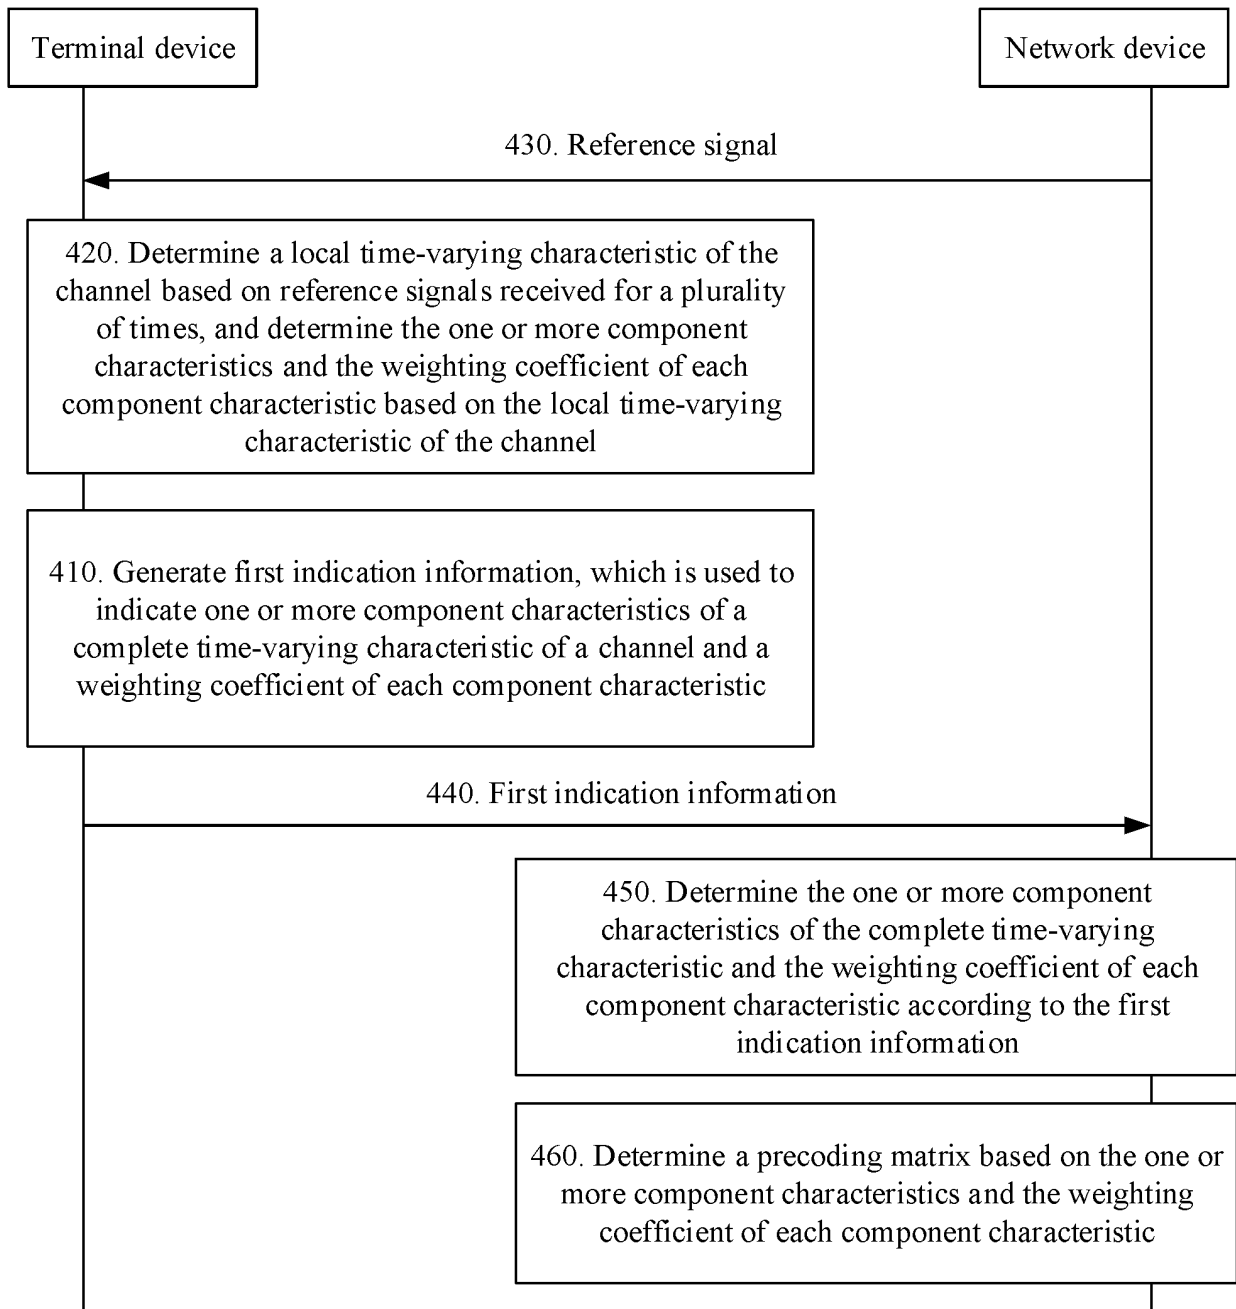 Terminal device
Network device
430. Reference signal
420. Determine a local time-varying characteristic of the
channel based on reference signals received for a plurality
of times, and determine the one or more component
characteristics and the weighting coefficient of each
component characteristic based on the local time-varying
characteristic of the channel
410. Generate first indication information, which is used to
indicate one or more component characteristics of a
complete time-varying characteristic of a channel and a
weighting coefficient of each component characteristic
440. First indication information
450. Determine the one or more component
characteristics of the complete time-varying
characteristic and the weighting coefficient of each
component characteristic according to the first
indication information
460. Determine a precoding matrix based on the one or
more component characteristics and the weighting
coefficient of each component characteristic